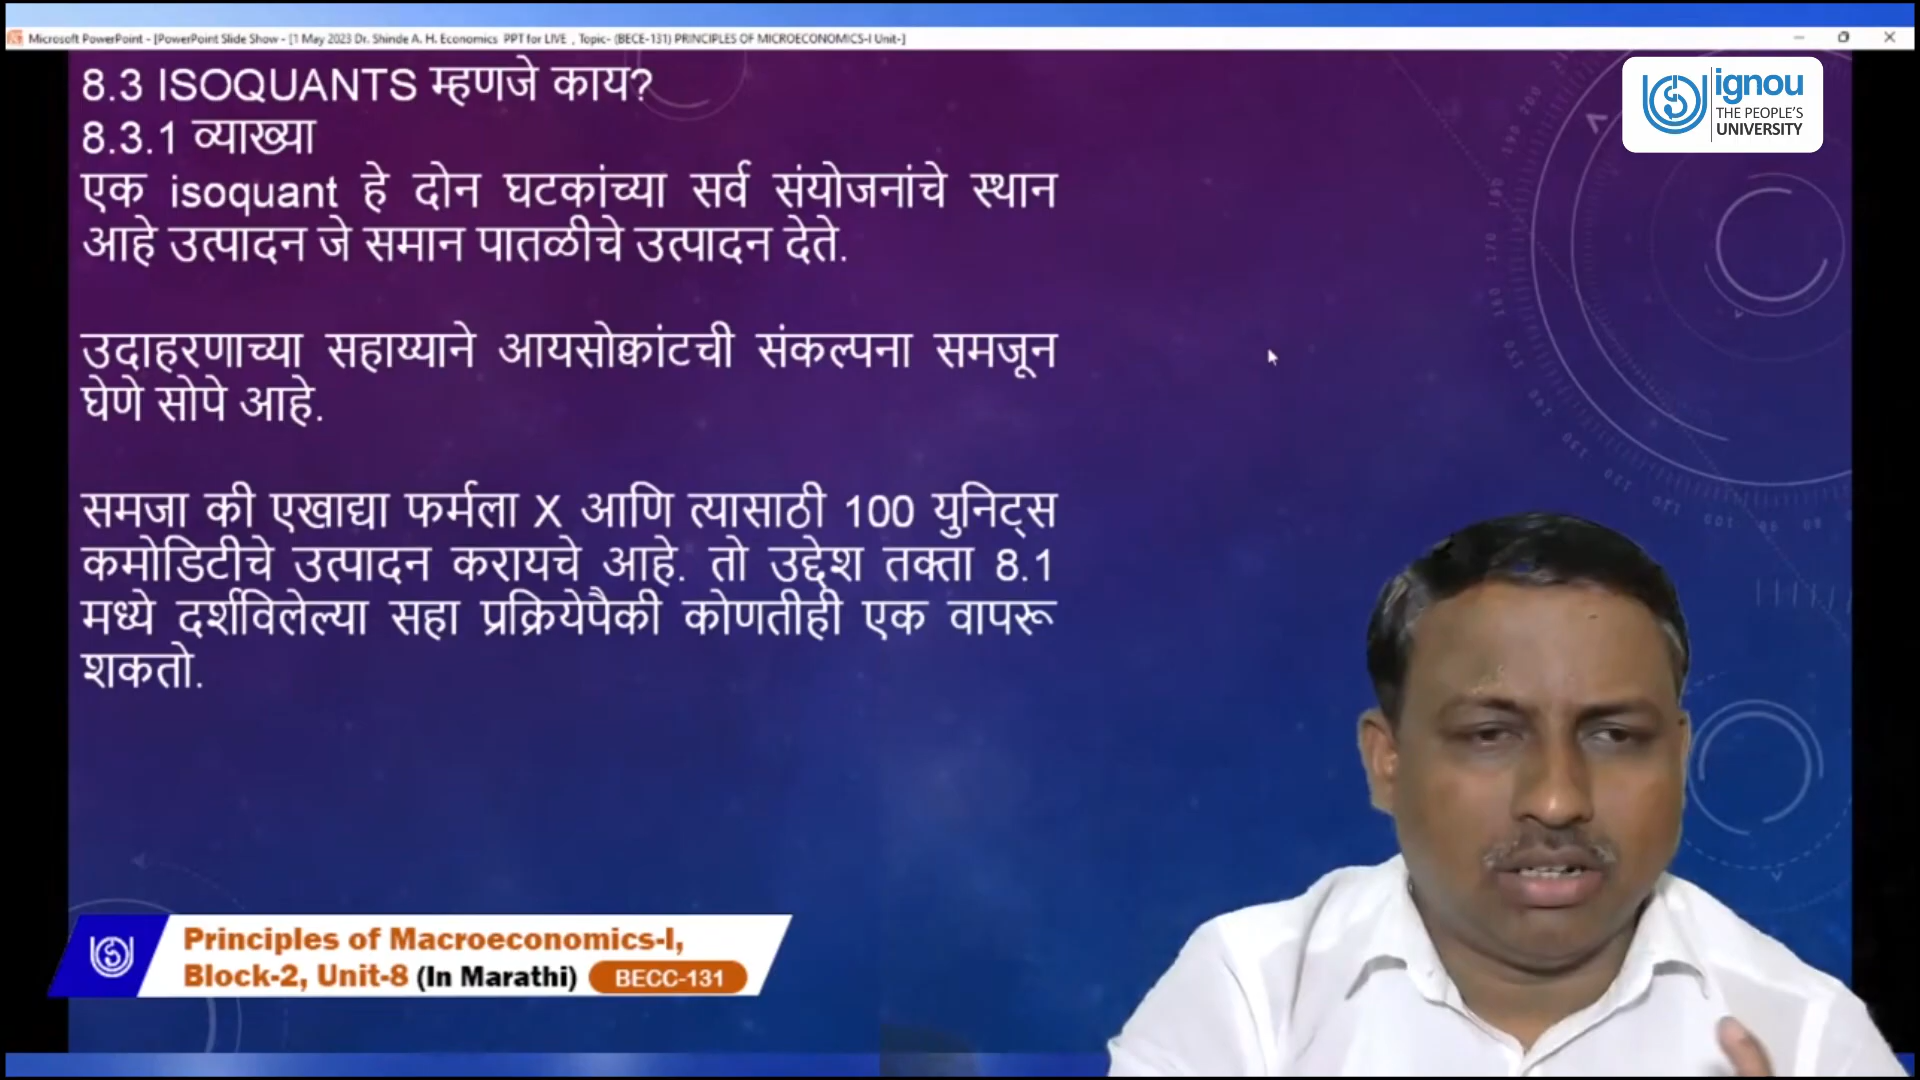 Microsoft PowerPoint - [PowerPoint Slide Show - [1 May 2023 Dr. Shinde A. H. Economics PPT for LIVE , Topic- (BECE-131) PRINCIPLES OF MICROECONOMICS-I Unit-]
8.3 ISOQUANTS म्हणजे काय?
8.3.1 व्याख्या
एक isoquant हे दोन घटकांच्या सर्व संयोजनांचे स्थान
आहे उत्पादन जे समान पातळीचे उत्पादन देते.
उदाहरणाच्या सहाय्याने आयसोक्वांटची संकल्पना समजून
घेणे सोपे आहे.
समजा की एखाद्या फर्मला X आणि त्यासाठी 100 युनिट्स
कमोडिटीचे उत्पादन करायचे आहे. तो उद्देश तक्ता 8.1
मध्ये दर्शविलेल्या सहा प्रक्रियेपैकी कोणतीही एक वापरू
शकतो.
ignou
THE PEOPLE'S
UNIVERSITY
Principles of Macroeconomics-I,
Block-2, Unit-8 (In Marathi) BECC-131